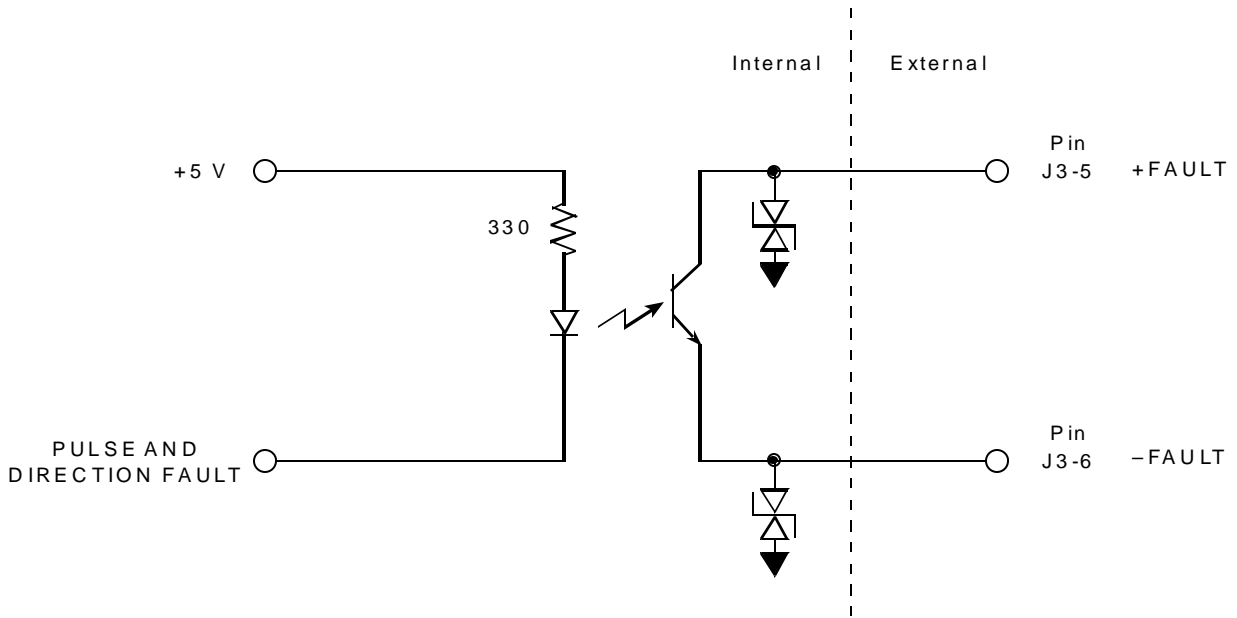 Internal
External
+5 V
Pin
J3-5
+FAULT
330
PULSE AND
DIRECTION FAULT
Pin
J3-6
–FAULT